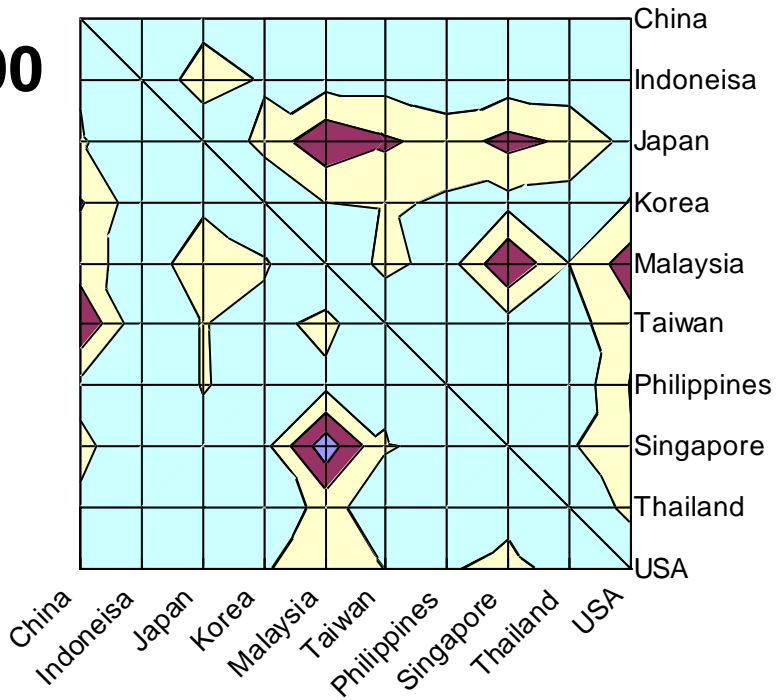 00
China
Indoneisa
Japan
Korea
Malaysia
Taiwan
Philippines
Singapore
Thailand
USA
China
Indoneisa
Japan
Korea
Malaysia
Taiwan
Philippines
Singapore
Thailand
USA